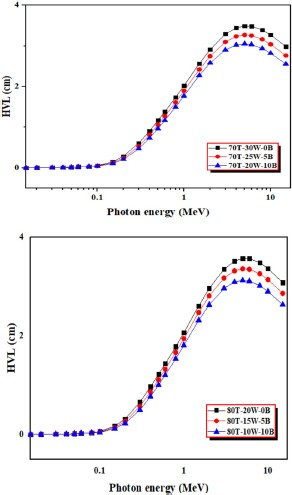 4
2
0
HVL (cm)
70T-30W-0B
70T-25W-5B
70T-20W-10B
0.1
1
10
Photon energy (MeV)
4
2
0
HVL (cm)
80T-20W-0B
80T-15W-5B
80T-10W-10B
0.1
1
10
Photon energy (MeV)